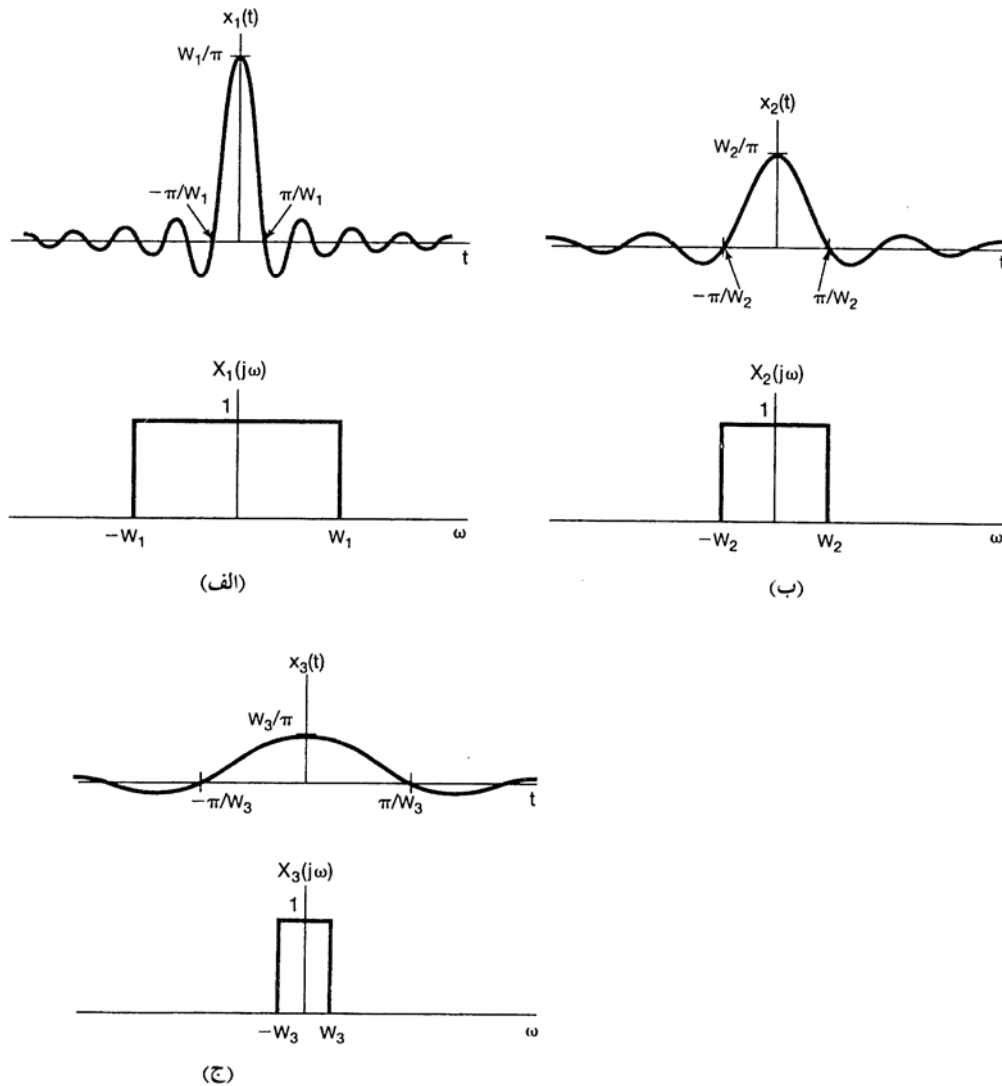 x₁(t)
W₁/π
−π/W₁
π/W₁
t
X₁(jω)
1
−W₁
W₁
ω
(الف)
x₂(t)
W₂/π
−π/W₂
π/W₂
t
X₂(jω)
1
−W₂
W₂
ω
(ب)
x₃(t)
W₃/π
−π/W₃
π/W₃
t
X₃(jω)
1
−W₃
W₃
ω
(ج)